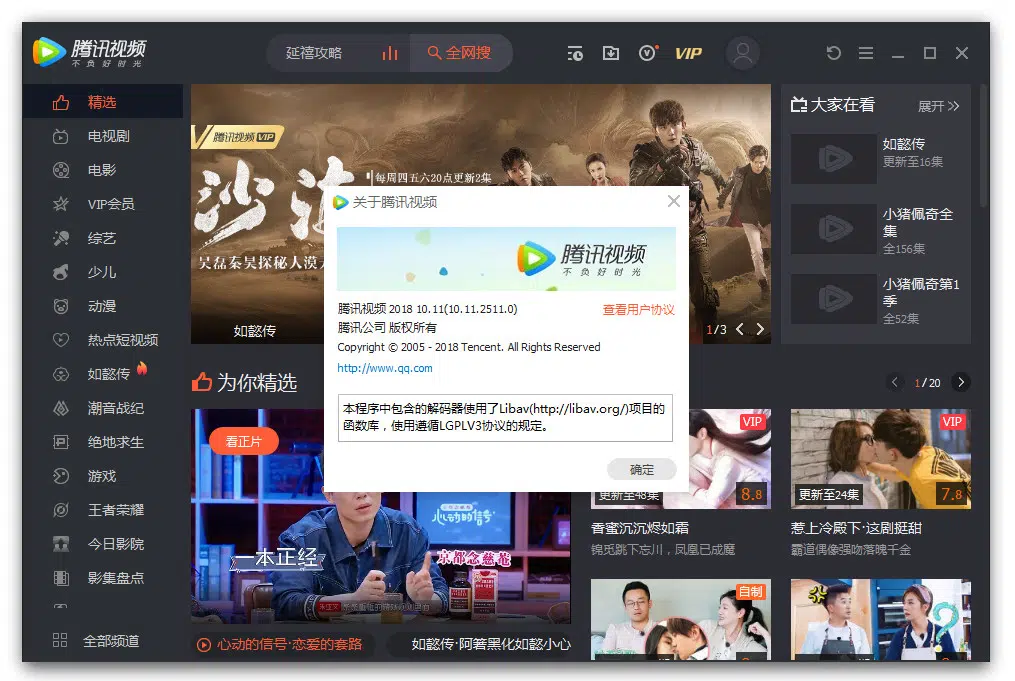 腾讯视频
不负好时光
延禧攻略
全网搜
VIP
精选
电视剧
电影
VIP会员
综艺
少儿
动漫
热点短视频
如懿传
潮音战纪
绝地求生
游戏
王者荣耀
今日影院
影集盘点
全部频道
腾讯视频VIP
沙海
每周四五六20点更新2集
吴磊秦昊探秘人漠
如懿传
1/3
大家在看
展开
如懿传
更新至16集
小猪佩奇全
集
全156集
小猪佩奇第1
季
全52集
关于腾讯视频
腾讯视频
不负好时光
腾讯视频 2018 10.11(10.11.2511.0)
查看用户协议
腾讯公司 版权所有
Copyright © 2005 - 2018 Tencent. All Rights Reserved
http://www.qq.com
本程序中包含的解码器使用了Libav(http://libav.org/)项目的
函数库，使用遵循LGPLV3协议的规定。
确定
为你精选
1/20
看正片
心动的信号
一本正经
京都念慈菴
心动的信号·恋爱的套路
如懿传·阿箬黑化如懿小心
VIP
更新至48集
8.8
香蜜沉沉烬如霜
锦觅跳下忘川，凤凰已成魔
VIP
更新至24集
7.8
惹上冷殿下·这剧挺甜
霸道偶像强吻落魄千金
自制